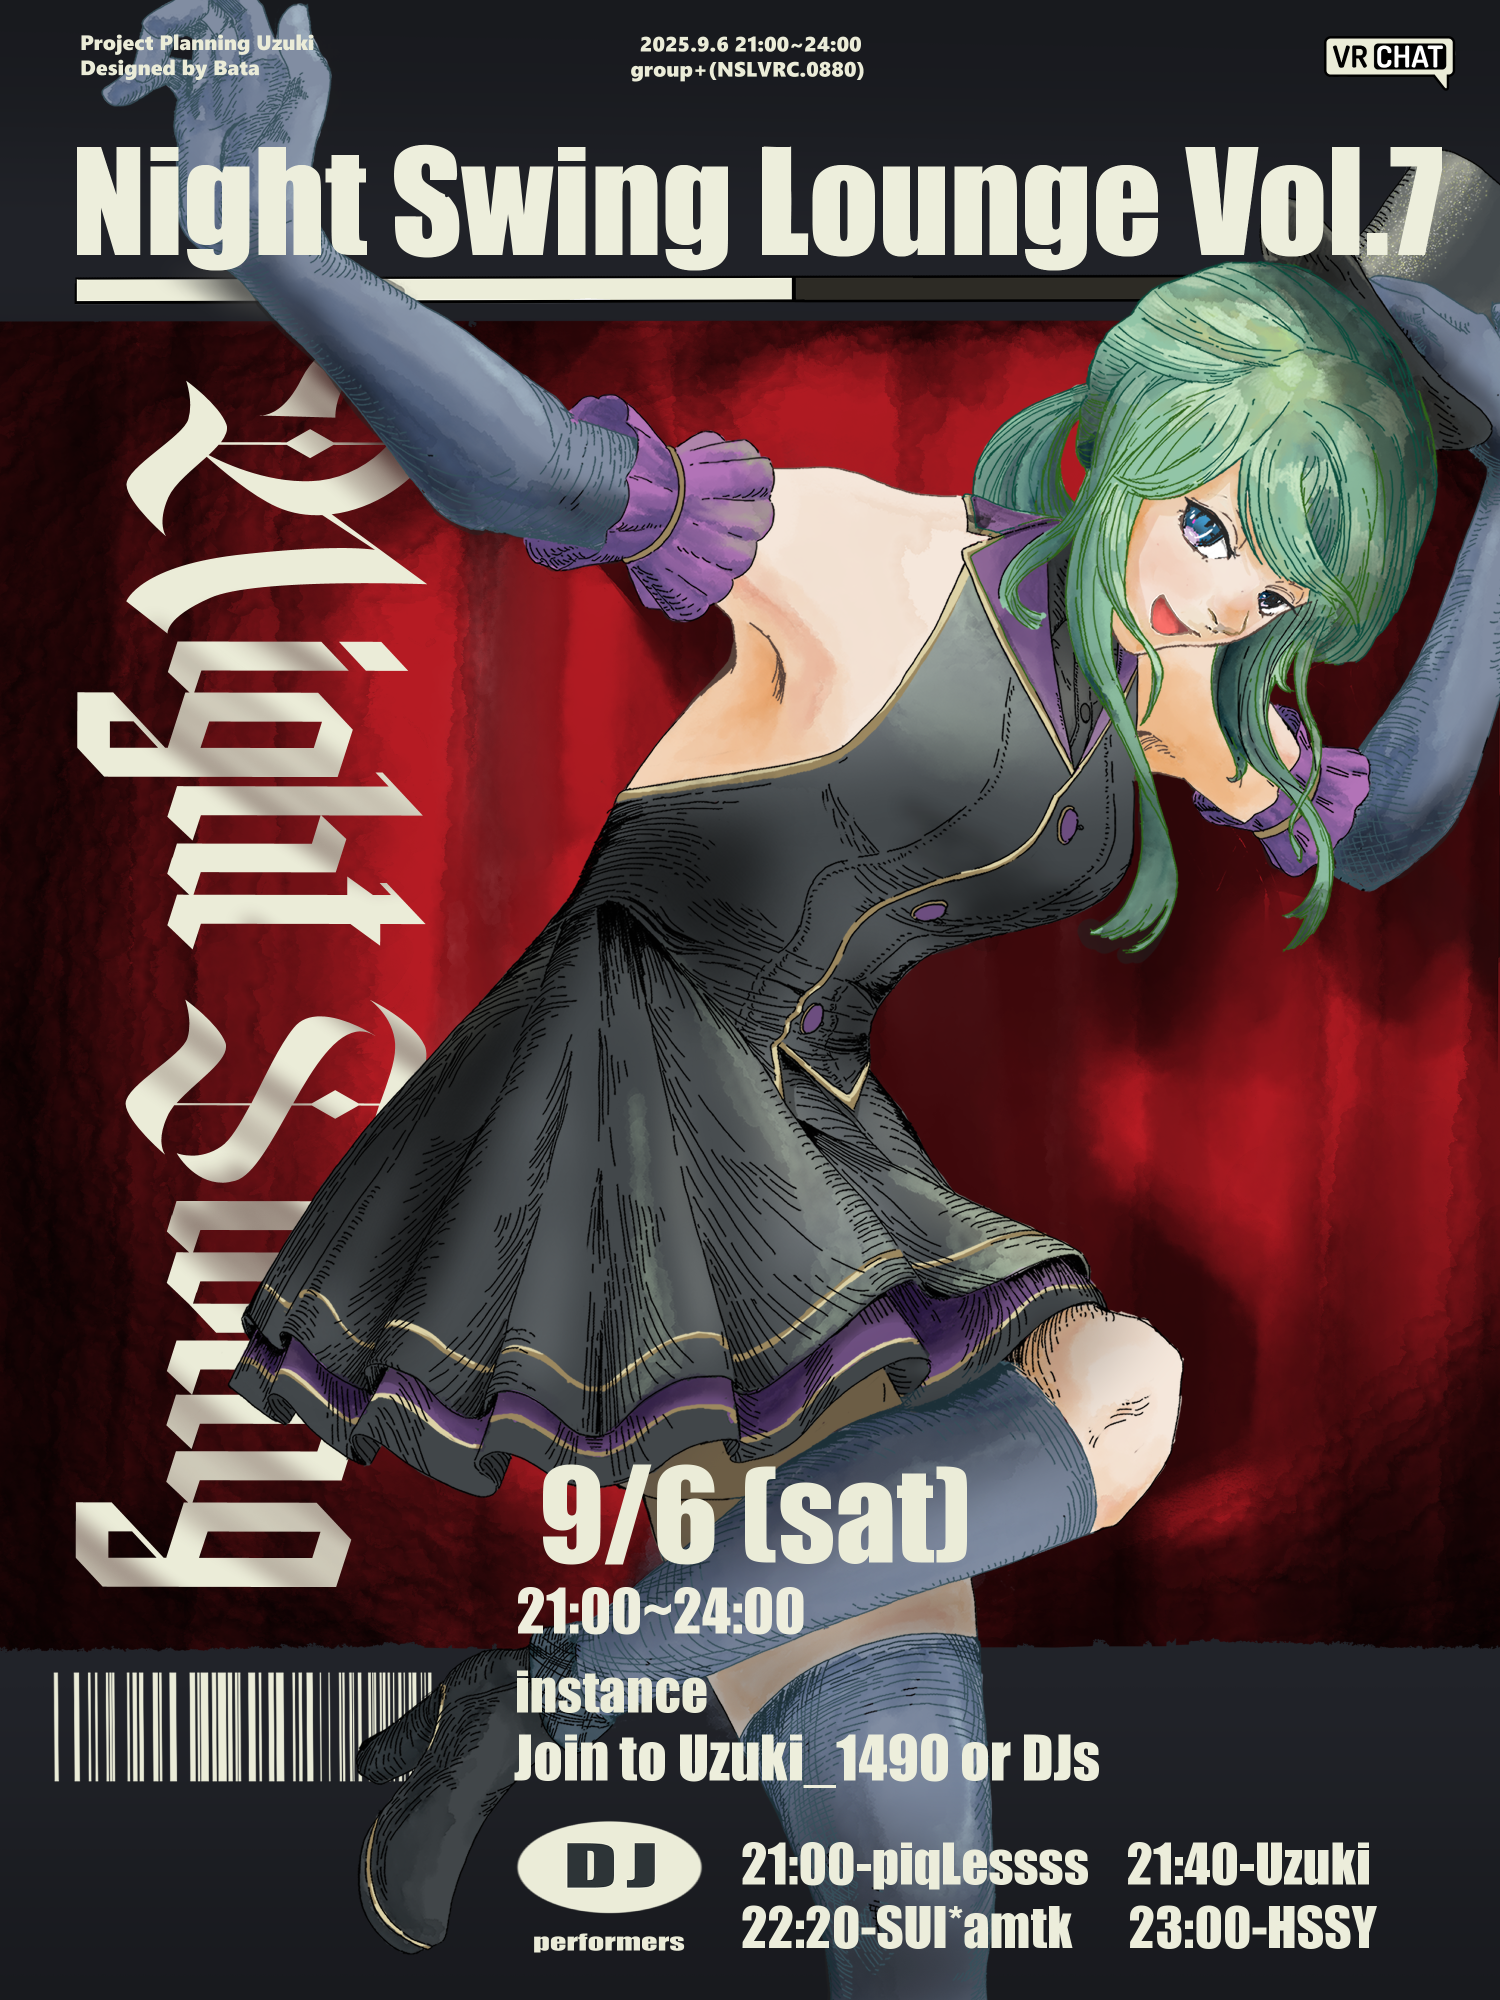 Project Planning Uzuki
Designed by Bata
2025.9.6 21:00~24:00
group+(NSLVRC.0880)
VRCHAT
Night Swing Lounge Vol.7
Night Swing
9/6 (sat)
21:00~24:00
instance
Join to Uzuki_1490 or DJs
DJ
performers
21:00-piqLessss 21:40-Uzuki
22:20-SUI*amtk 23:00-HSSY